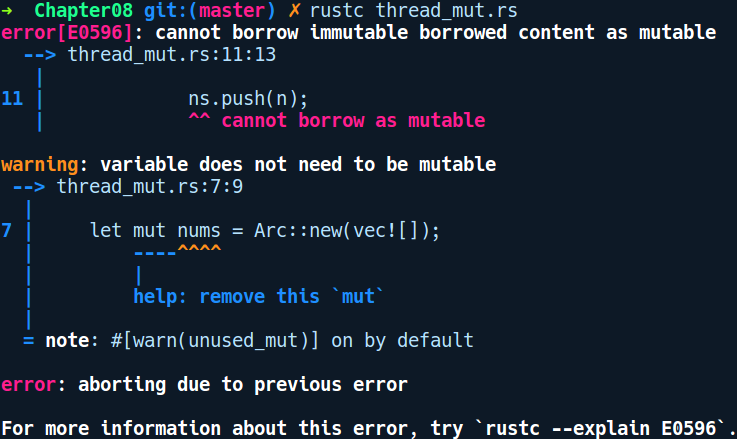 ➜  Chapter08 git:(master) ✗ rustc thread_mut.rs
error[E0596]: cannot borrow immutable borrowed content as mutable
  --> thread_mut.rs:11:13
   |
11 |             ns.push(n);
   |             ^^ cannot borrow as mutable

warning: variable does not need to be mutable
 --> thread_mut.rs:7:9
  |
7 |     let mut nums = Arc::new(vec![]);
  |         ----^^^^
  |         |
  |         help: remove this `mut`
  |
  = note: #[warn(unused_mut)] on by default

error: aborting due to previous error

For more information about this error, try `rustc --explain E0596`.